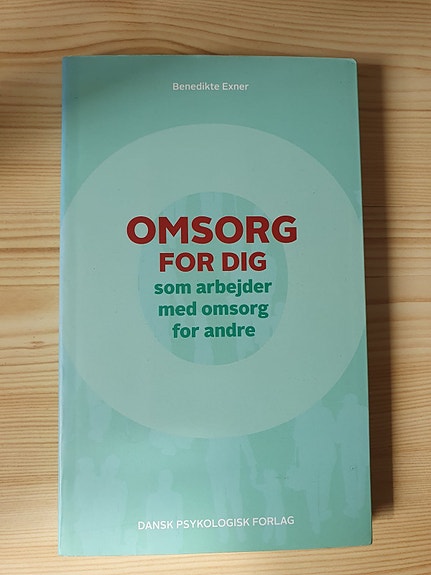 Benedikte Exner
OMSORG
FOR DIG
som arbejder
med omsorg
for andre
DANSK PSYKOLOGISK FORLAG